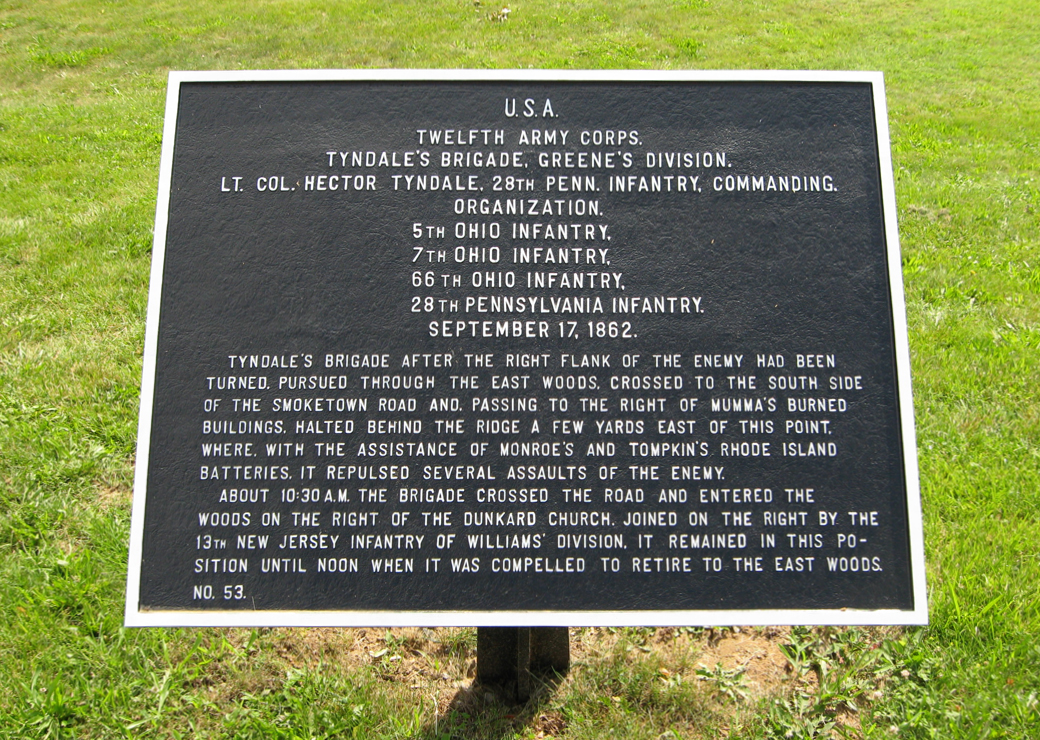 U.S.A.
TWELFTH ARMY CORPS.
TYNDALE'S BRIGADE, GREENE'S DIVISION.
LT. COL. HECTOR TYNDALE, 28TH PENN. INFANTRY, COMMANDING.
ORGANIZATION.
5TH OHIO INFANTRY,
7TH OHIO INFANTRY,
66TH OHIO INFANTRY,
28TH PENNSYLVANIA INFANTRY.
SEPTEMBER 17, 1862.
TYNDALE'S BRIGADE AFTER THE RIGHT FLANK OF THE ENEMY HAD BEEN
TURNED, PURSUED THROUGH THE EAST WOODS, CROSSED TO THE SOUTH SIDE
OF THE SMOKETOWN ROAD AND, PASSING TO THE RIGHT OF MUMMA'S BURNED
BUILDINGS, HALTED BEHIND THE RIDGE A FEW YARDS EAST OF THIS POINT,
WHERE, WITH THE ASSISTANCE OF MONROE'S AND TOMPKIN'S RHODE ISLAND
BATTERIES, IT REPULSED SEVERAL ASSAULTS OF THE ENEMY.
ABOUT 10:30 A.M. THE BRIGADE CROSSED THE ROAD AND ENTERED THE
WOODS ON THE RIGHT OF THE DUNKARD CHURCH. JOINED ON THE RIGHT BY THE
13TH NEW JERSEY INFANTRY OF WILLIAMS' DIVISION, IT REMAINED IN THIS PO-
SITION UNTIL NOON WHEN IT WAS COMPELLED TO RETIRE TO THE EAST WOODS.
NO. 53.